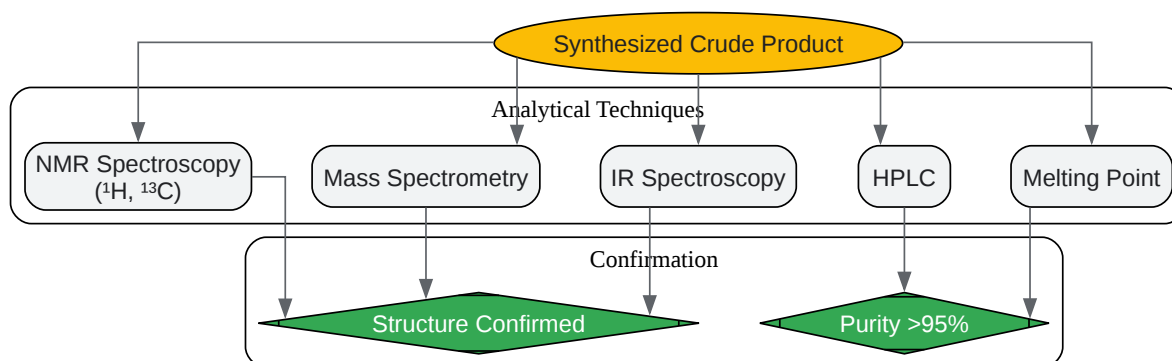 Synthesized Crude Product
Analytical Techniques
NMR Spectroscopy
(¹H, ¹³C)
Mass Spectrometry
IR Spectroscopy
HPLC
Melting Point
Confirmation
Structure Confirmed
Purity >95%